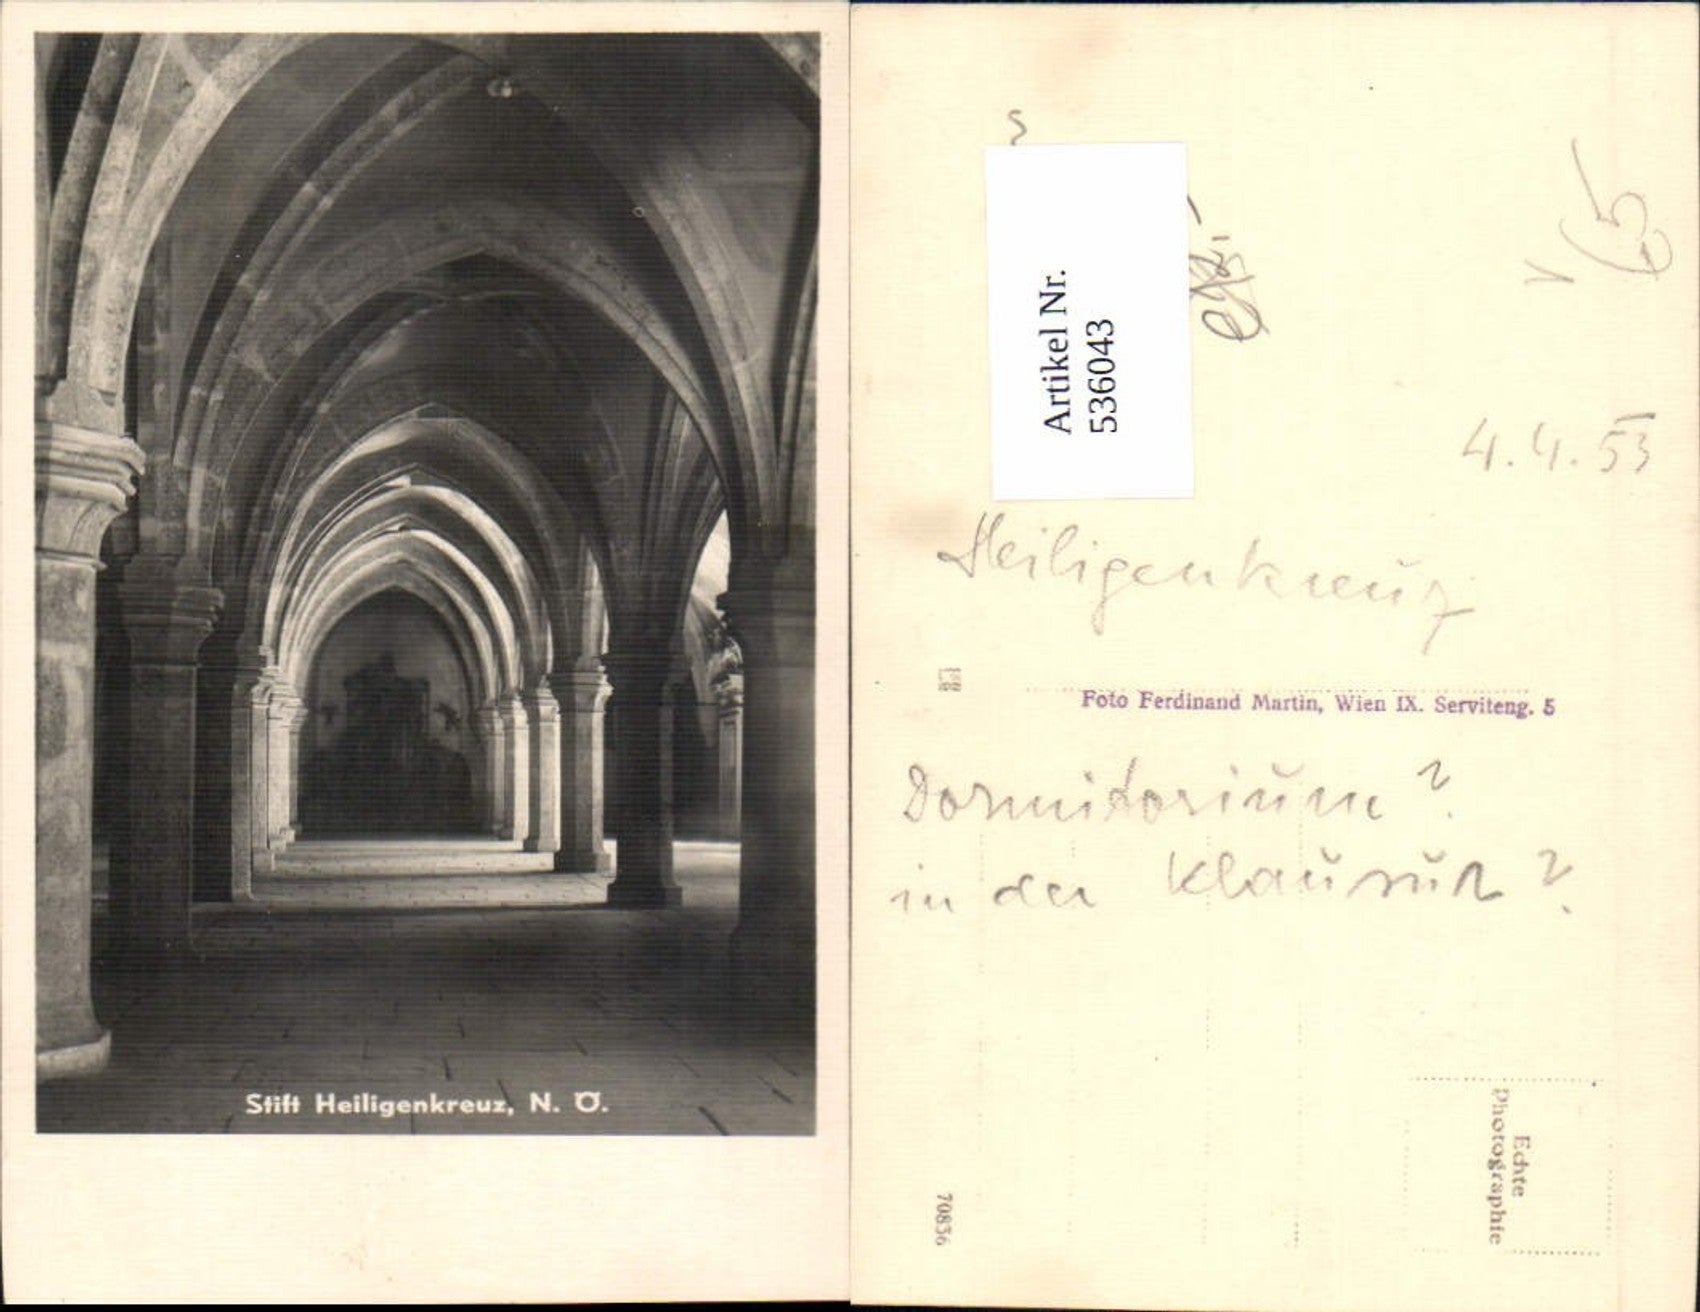 Stift Heiligenkreuz, N. Ö.
Artikel Nr.
536043
65
4.4.53
Heiligenkreuz
Foto Ferdinand Martin, Wien IX. Serviteng. 5
Dormitorium?
in der Klausur?
Echte
Photographie
70836